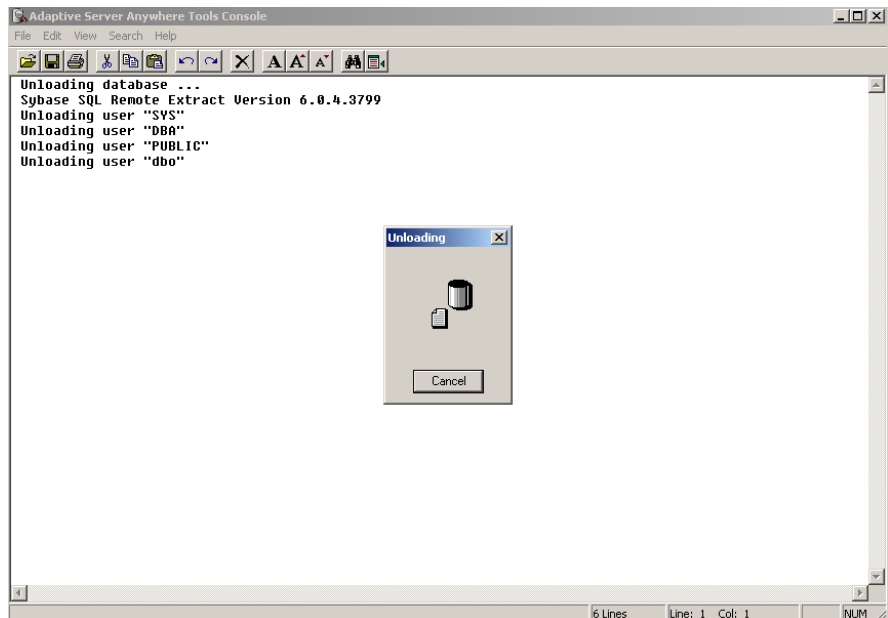 Adaptive Server Anywhere Tools Console
File Edit View Search Help
A A A
Unloading database ...
Sybase SQL Remote Extract Version 6.0.4.3799
Unloading user "SYS"
Unloading user "DBA"
Unloading user "PUBLIC"
Unloading user "dbo"
Unloading
Cancel
6 Lines Line: 1 Col: 1 NUM